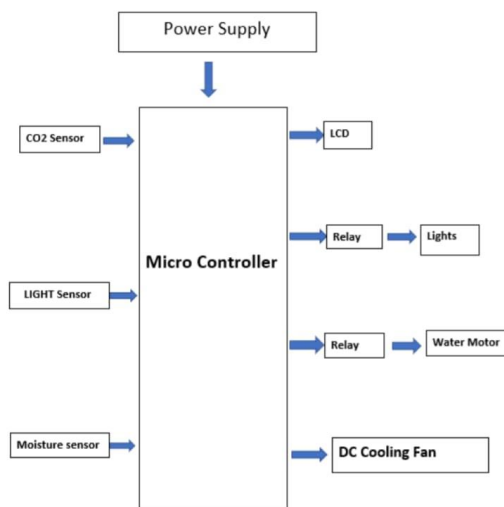 Power Supply
CO2 Sensor
LCD
Relay
Lights
Micro Controller
LIGHT Sensor
Relay
Water Motor
Moisture sensor
DC Cooling Fan